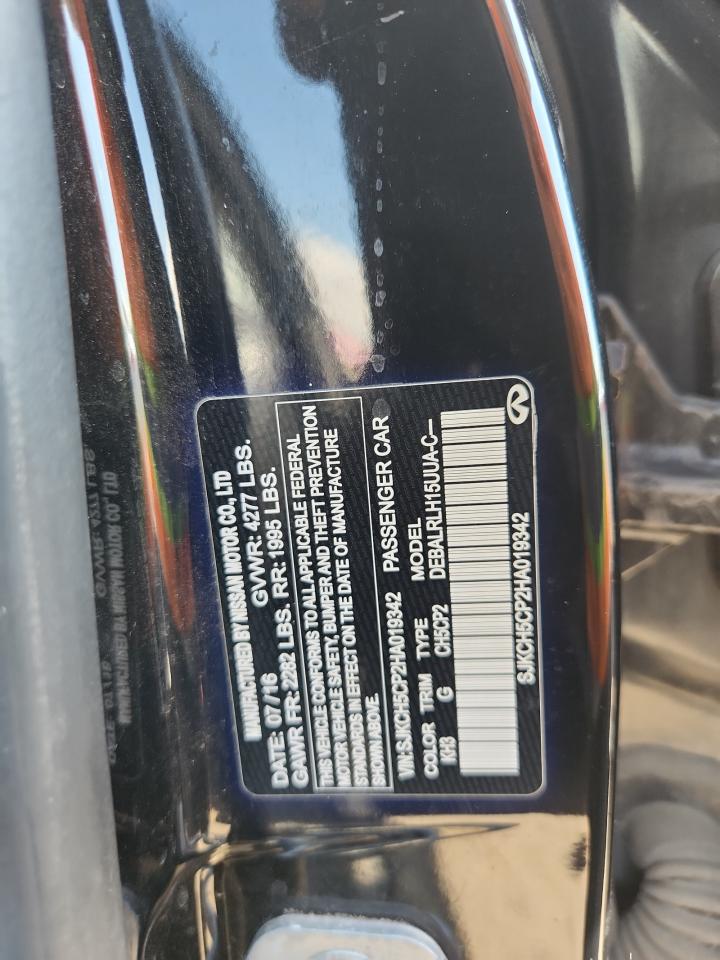 MANUFACTURED BY NISSAN MOTOR CO., LTD
DATE: 07/16 GVWR: 4277 LBS.
GAWR FR: 2282 LBS. RR: 1995 LBS.
THIS VEHICLE CONFORMS TO ALL APPLICABLE FEDERAL
MOTOR VEHICLE SAFETY, BUMPER AND THEFT PREVENTION
STANDARDS IN EFFECT ON THE DATE OF MANUFACTURE
SHOWN ABOVE.
VIN: SJKCH5CP2HA019342 PASSENGER CAR
COLOR TRIM TYPE MODEL
KH3 G CH5CP2 DEBALRLH15UUA-C--
SJKCH5CP2HA019342